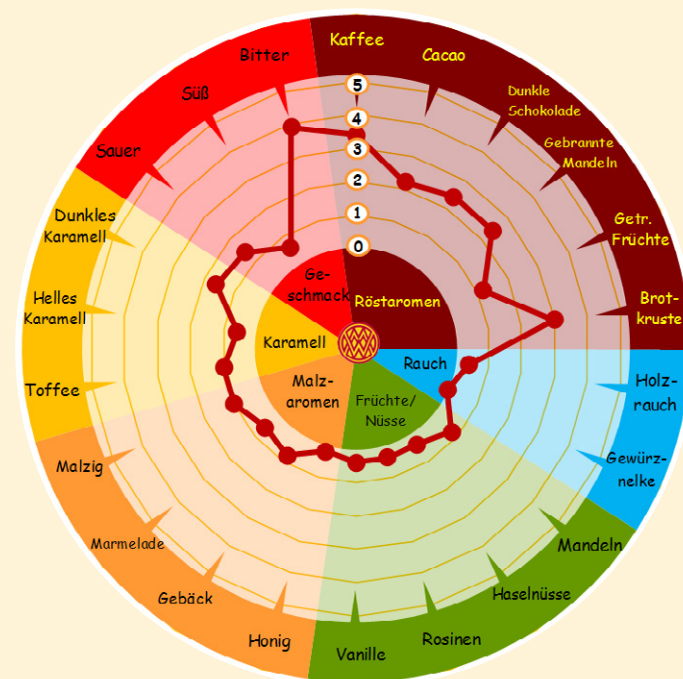 Kaffee
Cacao
Dunkle
Schokolade
Gebrannte
Mandeln
Getr.
Früchte
Brot-
kruste
Holz-
rauch
Gewürz-
nelke
Mandeln
Haselnüsse
Rosinen
Vanille
Honig
Gebäck
Marmelade
Malzig
Toffee
Helles
Karamell
Dunkles
Karamell
Sauer
Süß
Bitter
5
4
3
2
1
0
Ge-
schmack
Röstaromen
Karamell
Rauch
Malz-
aromen
Früchte/
Nüsse